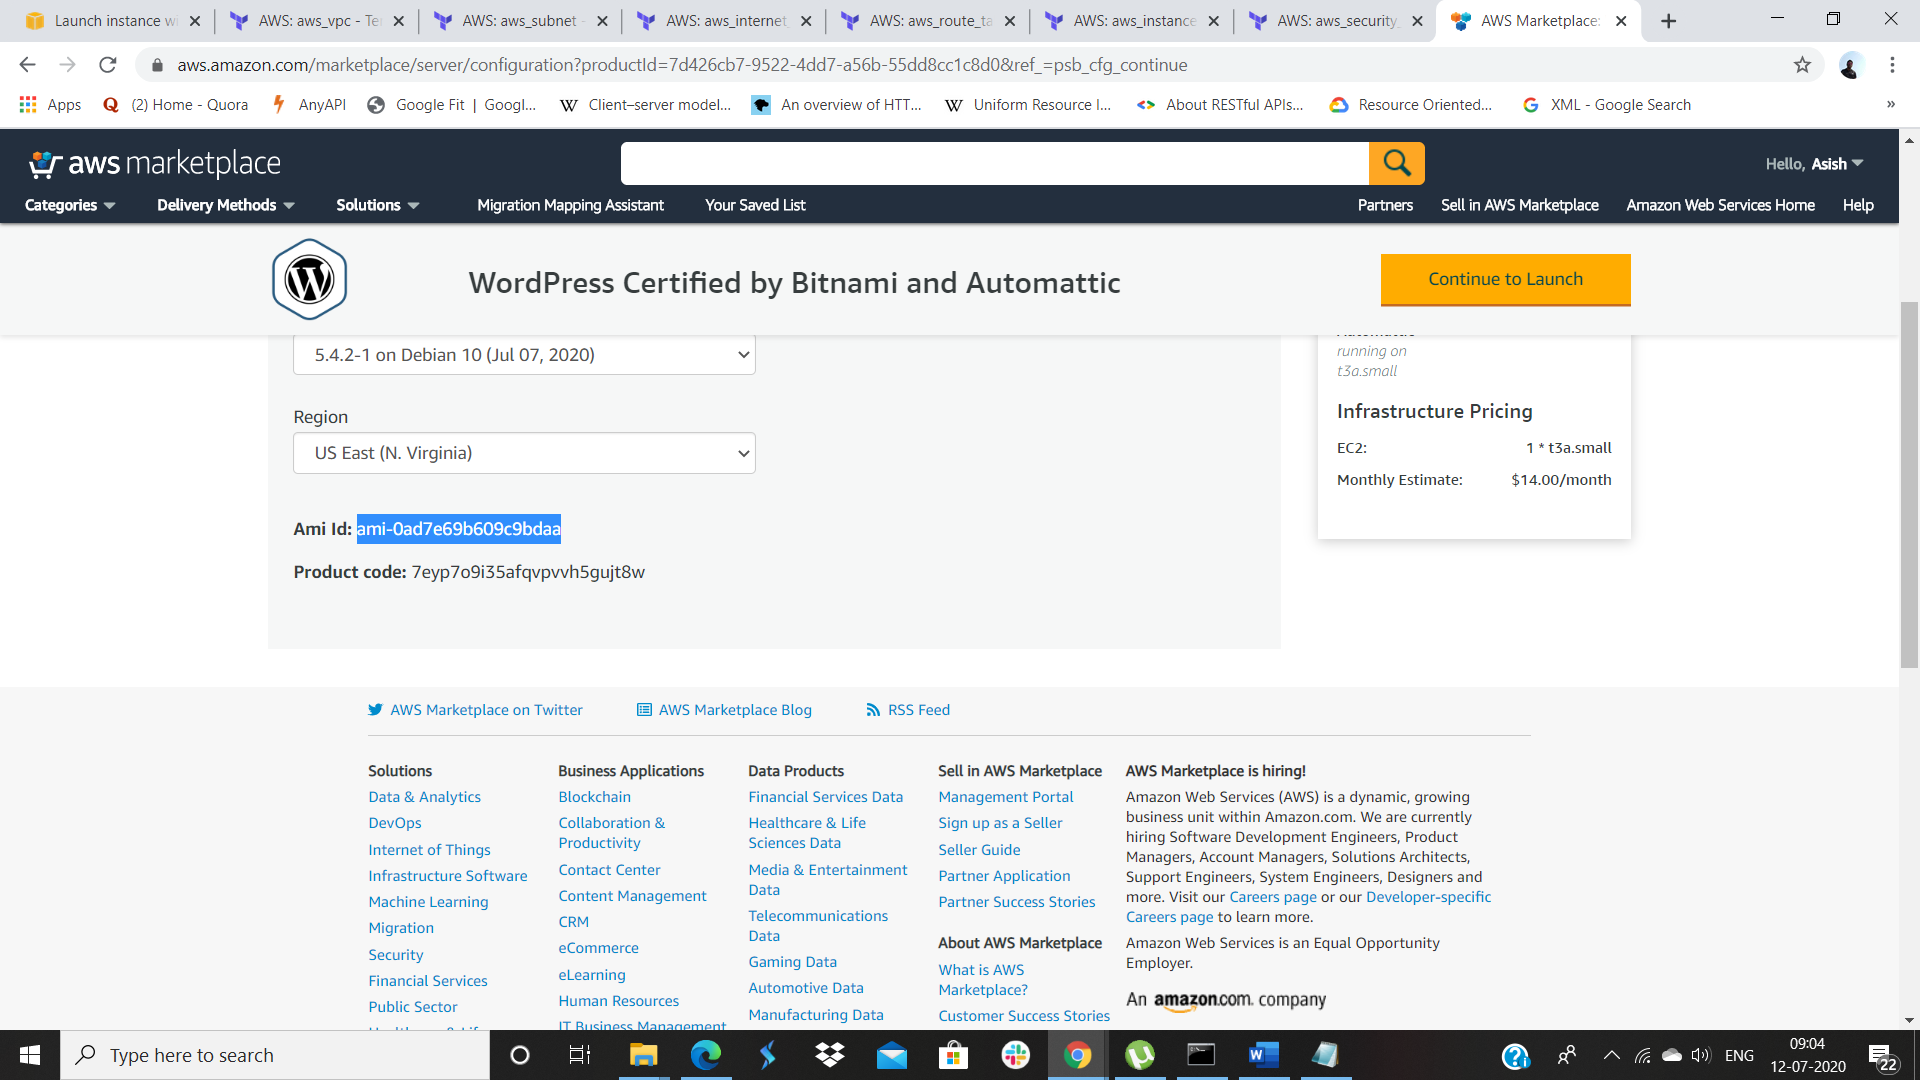 Launch instance wi
AWS: aws_vpc - Te
AWS: aws_subnet -
AWS: aws_internet
AWS: aws_route_ta
AWS: aws_instance
AWS: aws_security_
AWS Marketplace:
aws.amazon.com/marketplace/server/configuration?productId=7d426cb7-9522-4dd7-a56b-55dd8cc1c8d0&ref_=psb_cfg_continue
Apps
(2) Home - Quora
AnyAPI
Google Fit | Googl...
Client–server model...
An overview of HTT...
Uniform Resource I...
About RESTful APIs...
Resource Oriented...
XML - Google Search
»
aws marketplace
Hello, Asish
Categories
Delivery Methods
Solutions
Migration Mapping Assistant
Your Saved List
Partners
Sell in AWS Marketplace
Amazon Web Services Home
Help
WordPress Certified by Bitnami and Automattic
Continue to Launch
5.4.2-1 on Debian 10 (Jul 07, 2020)
Region
US East (N. Virginia)
Ami Id: ami-0ad7e69b609c9bdaa
Product code: 7eyp7o9i35afqvpvvh5gujt8w
running on
t3a.small
Infrastructure Pricing
EC2: 1 * t3a.small
Monthly Estimate: $14.00/month
AWS Marketplace on Twitter
AWS Marketplace Blog
RSS Feed
Solutions
Data & Analytics
DevOps
Internet of Things
Infrastructure Software
Machine Learning
Migration
Security
Financial Services
Public Sector
Business Applications
Blockchain
Collaboration &
Productivity
Contact Center
Content Management
CRM
eCommerce
eLearning
Human Resources
IT Business Management
Data Products
Financial Services Data
Healthcare & Life
Sciences Data
Media & Entertainment
Data
Telecommunications
Data
Gaming Data
Automotive Data
Manufacturing Data
Sell in AWS Marketplace
Management Portal
Sign up as a Seller
Seller Guide
Partner Application
Partner Success Stories
About AWS Marketplace
What is AWS
Marketplace?
Customer Success Stories
AWS Marketplace is hiring!
Amazon Web Services (AWS) is a dynamic, growing
business unit within Amazon.com. We are currently
hiring Software Development Engineers, Product
Managers, Account Managers, Solutions Architects,
Support Engineers, System Engineers, Designers and
more. Visit our Careers page or our Developer-specific
Careers page to learn more.
Amazon Web Services is an Equal Opportunity
Employer.
An amazon.com company
Type here to search
ENG
09:04
12-07-2020
22